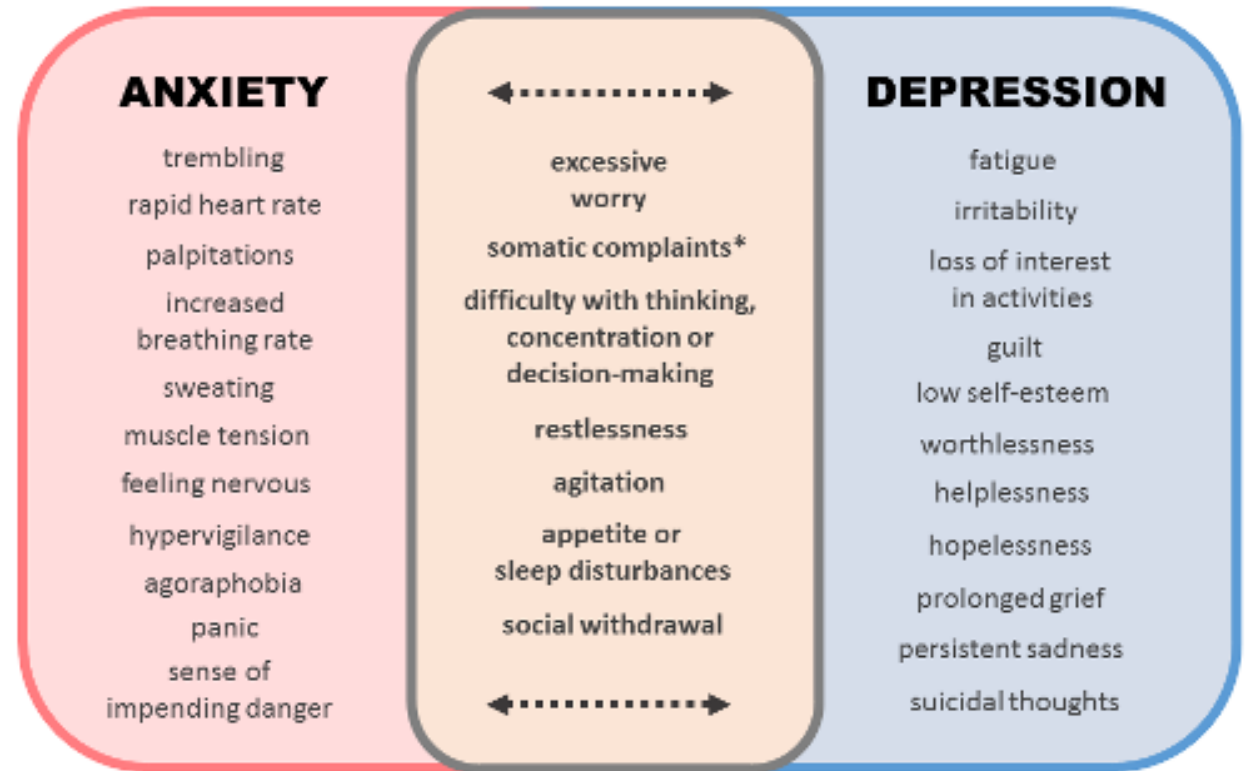 ANXIETY
trembling
rapid heart rate
palpitations
increased
breathing rate
sweating
muscle tension
feeling nervous
hypervigilance
agoraphobia
panic
sense of
impending danger
excessive
worry
somatic complaints*
difficulty with thinking,
concentration or
decision-making
restlessness
agitation
appetite or
sleep disturbances
social withdrawal
DEPRESSION
fatigue
irritability
loss of interest
in activities
guilt
low self-esteem
worthlessness
helplessness
hopelessness
prolonged grief
persistent sadness
suicidal thoughts